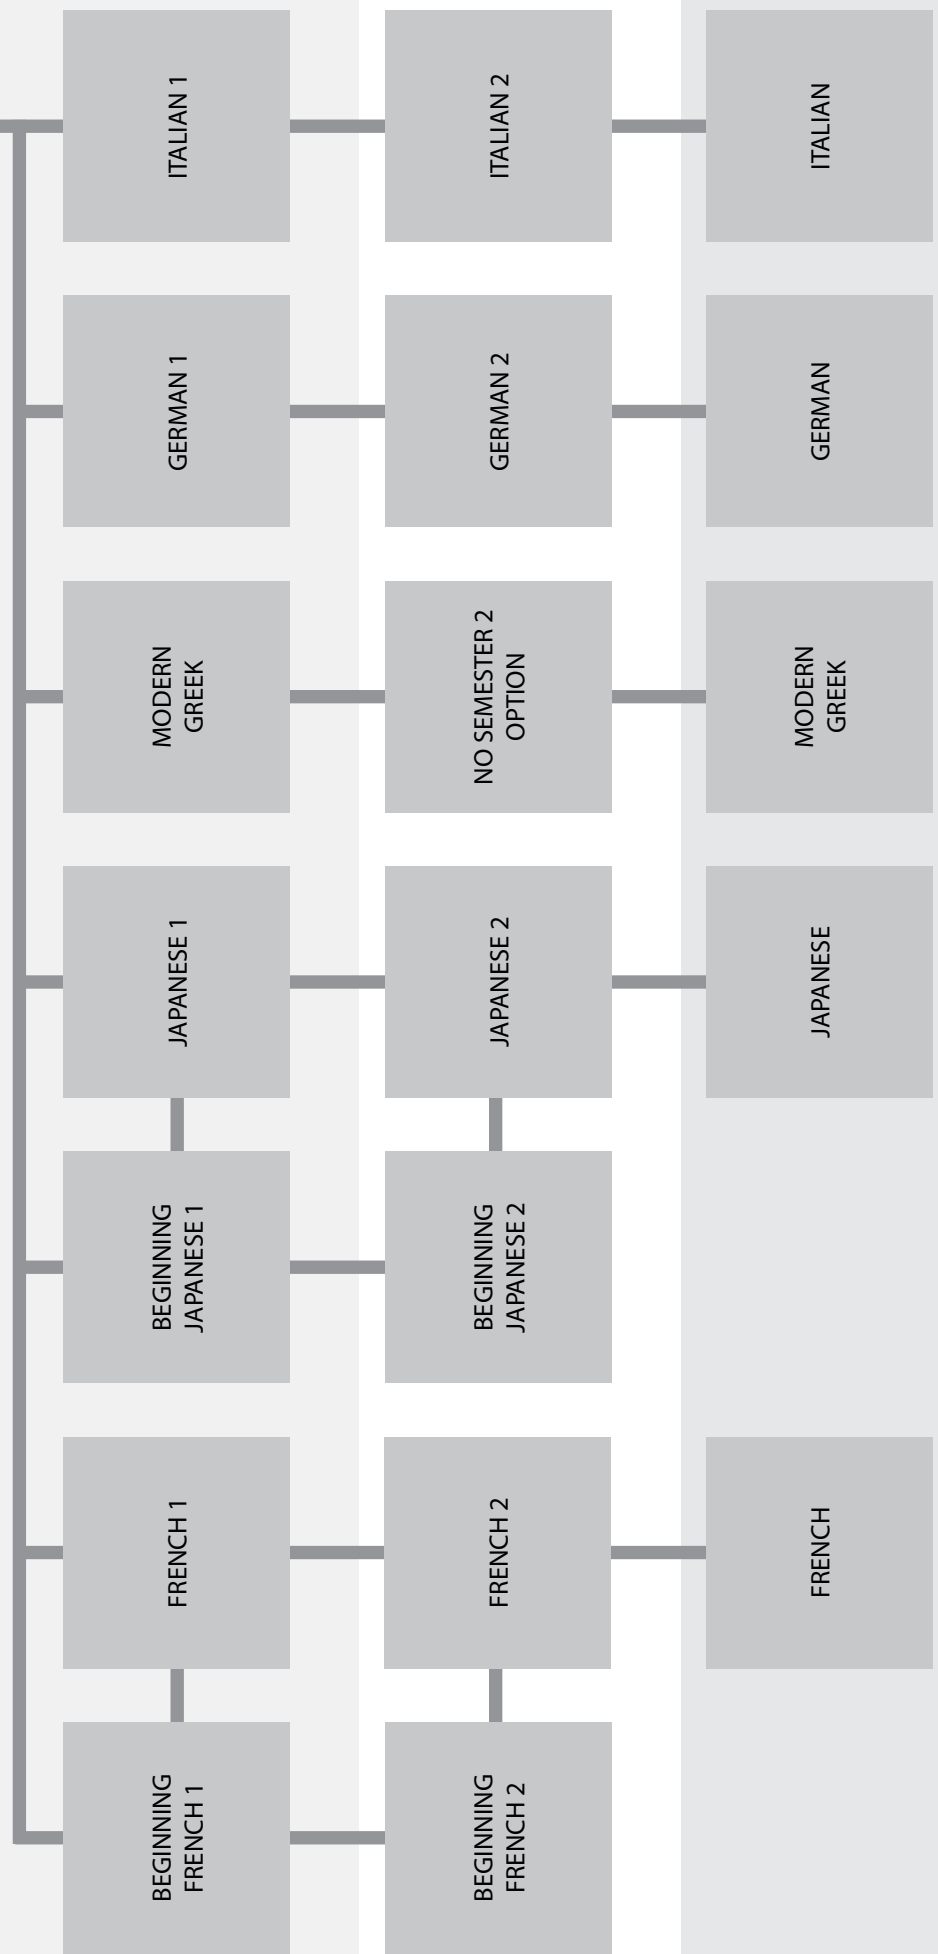 BEGINNING
FRENCH 1
FRENCH 1
BEGINNING
JAPANESE 1
JAPANESE 1
MODERN
GREEK
GERMAN 1
ITALIAN 1
BEGINNING
FRENCH 2
FRENCH 2
BEGINNING
JAPANESE 2
JAPANESE 2
NO SEMESTER 2
OPTION
GERMAN 2
ITALIAN 2
FRENCH
JAPANESE
MODERN
GREEK
GERMAN
ITALIAN